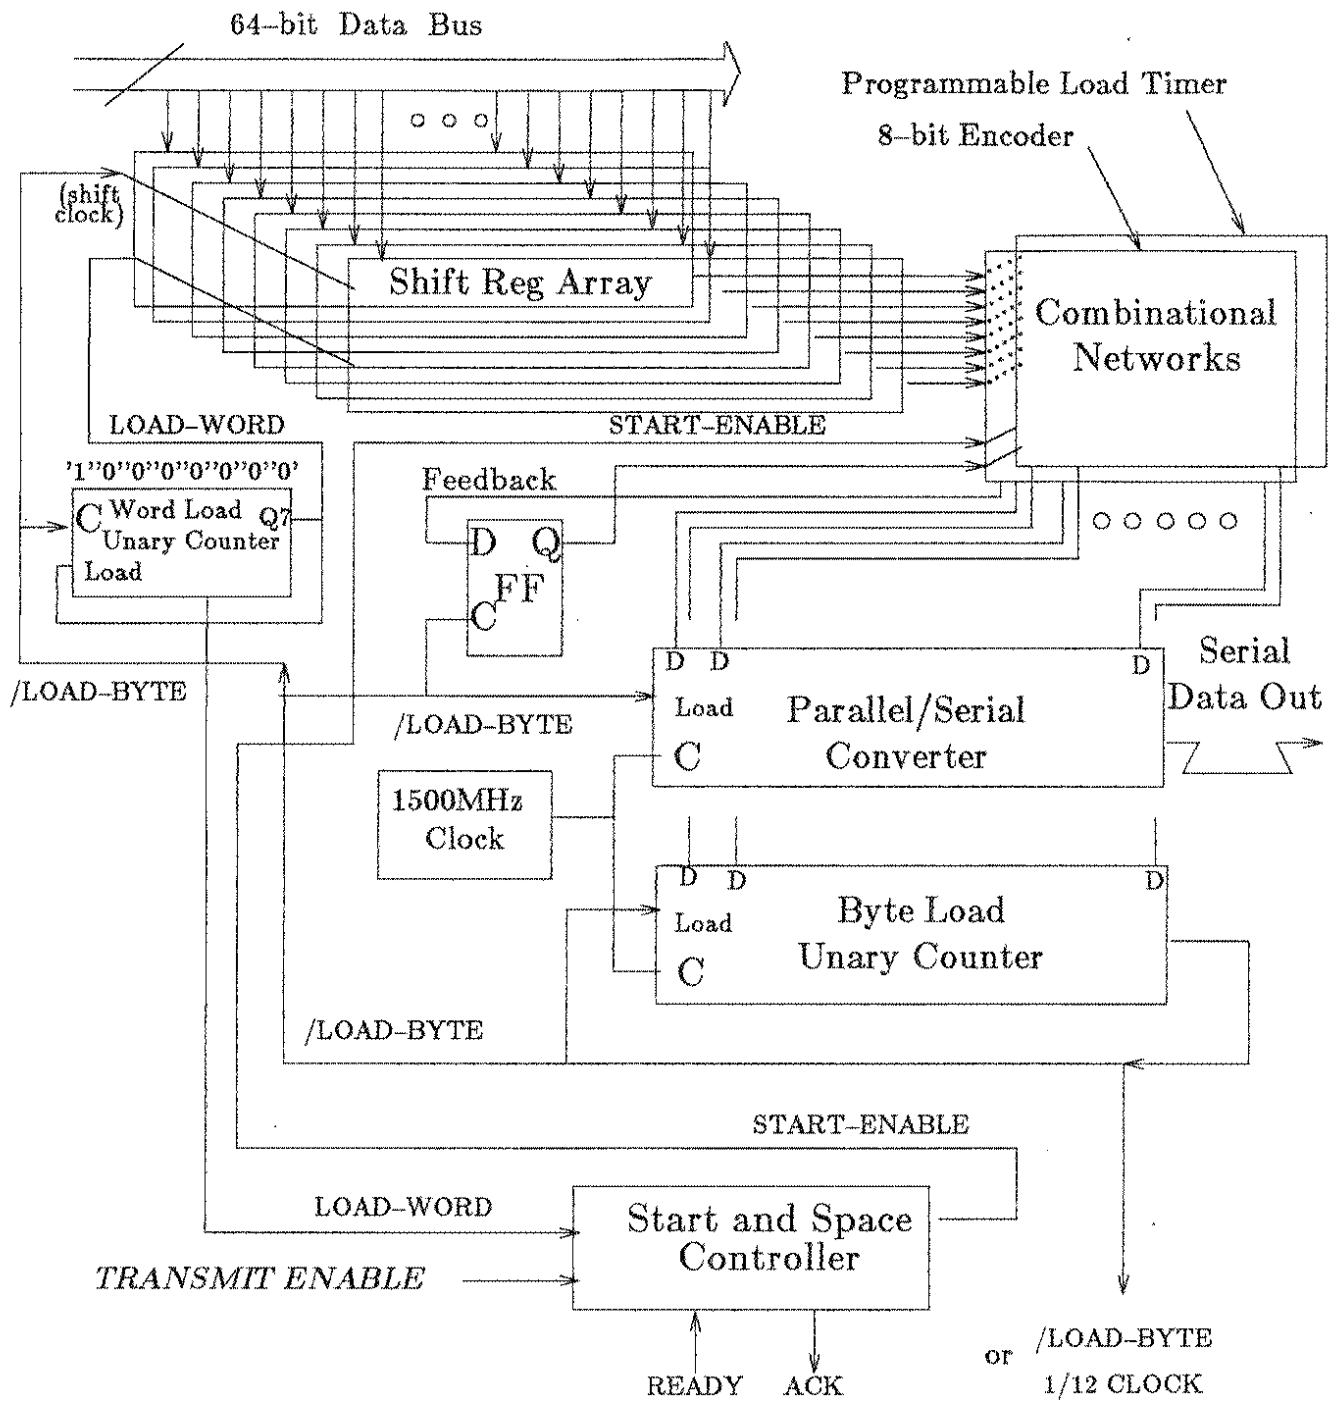 64–bit Data Bus
Programmable Load Timer
8–bit Encoder
(shift
clock)
Shift Reg Array
Combinational
Networks
LOAD–WORD
START–ENABLE
'1''0''0''0''0''0''0''0'
Feedback
C Word Load Q7
Unary Counter
Load
D Q
FF
C
/LOAD–BYTE
/LOAD–BYTE
D D D
Load
C
Parallel/Serial
Converter
Serial
Data Out
1500MHz
Clock
D D D
Load
C
Byte Load
Unary Counter
/LOAD–BYTE
START–ENABLE
LOAD–WORD
Start and Space
Controller
TRANSMIT ENABLE
READY ACK
or /LOAD–BYTE
1/12 CLOCK